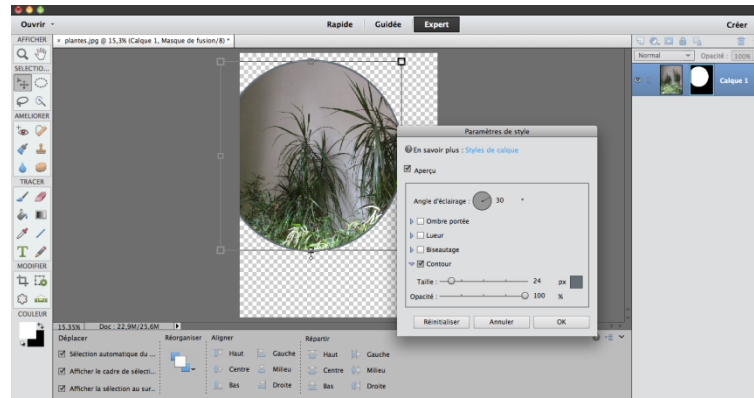 Ouvrir
Rapide Guidée Expert
Créer
AFFICHER
× plantes.jpg @ 15,3% (Calque 1, Masque de fusion/8) *
SELECTIO...
AMELIORER
TRACER
MODIFIER
COULEUR
Normal Opacité : 100%
Calque 1
Paramètres de style
En savoir plus : Styles de calque
Aperçu
Angle d'éclairage : 30 °
Ombre portée
Lueur
Biseautage
Contour
Taille : 24 px
Opacité : 100 %
Réinitialiser Annuler OK
15,35% Doc : 22,9M/25,6M
Déplacer Réorganiser Aligner Répartir
Sélection automatique du ... Haut Gauche Haut Gauche
Afficher le cadre de sélecti... Centre Milieu Centre Milieu
Afficher la sélection au sur.. Bas Droite Bas Droite